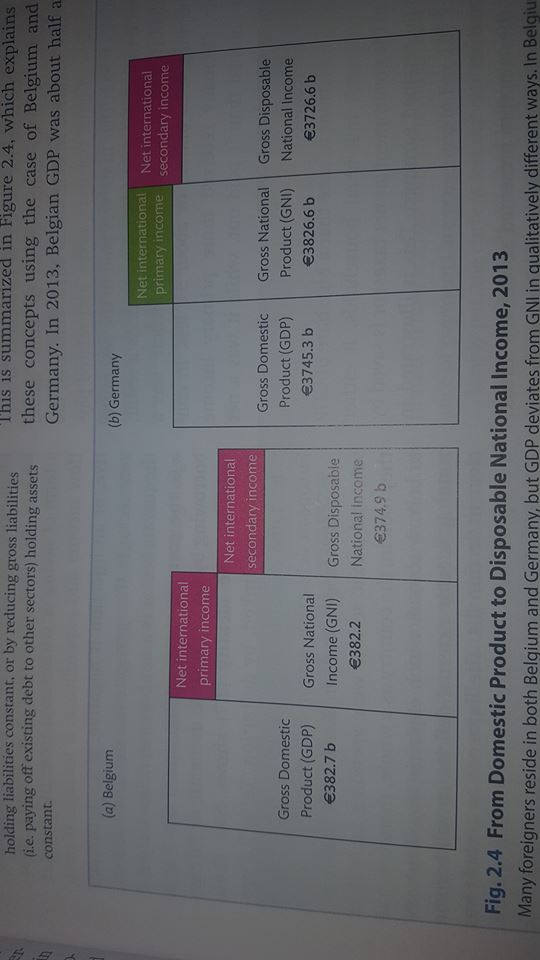 er.
in
holding liabilities constant, or by reducing gross liabilities
(i.e. paying off existing debt to other sectors) holding assets
constant.
This is summarized in Figure 2.4, which explains
these concepts using the case of Belgium and
Germany. In 2013, Belgian GDP was about half a
(a) Belgium
Gross Domestic
Product (GDP)
€382.7 b
Net international
primary income
Gross National
Income (GNI)
€382.2
Net international
secondary income
Gross Disposable
National Income
€374.9 b
(b) Germany
Gross Domestic
Product (GDP)
€3745.3 b
Net international
primary income
Gross National
Product (GNI)
€3826.6 b
Net international
secondary income
Gross Disposable
National Income
€3726.6 b
Fig. 2.4 From Domestic Product to Disposable National Income, 2013
Many foreigners reside in both Belgium and Germany, but GDP deviates from GNI in qualitatively different ways. In Belgiu